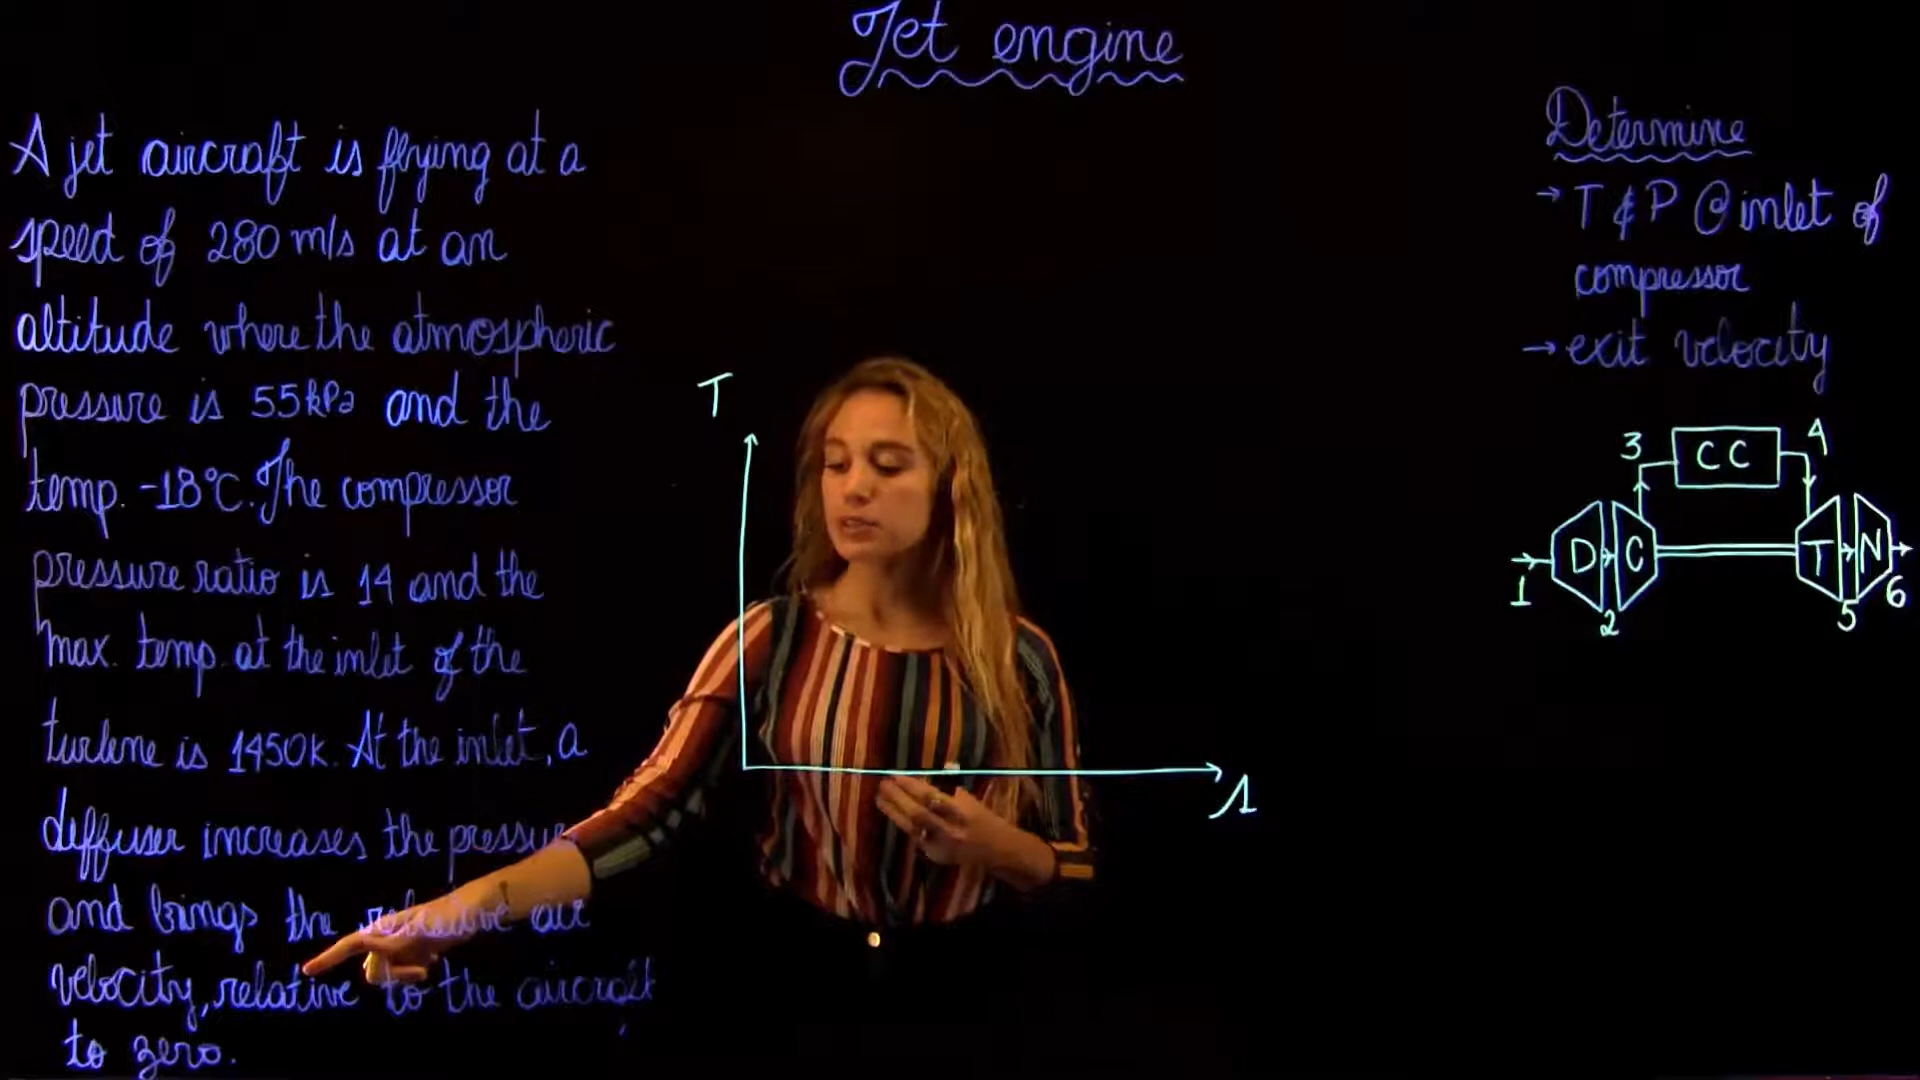 Jet engine
A jet aircraft is flying at a
speed of 280 m/s at an
altitude where the atmospheric
pressure is 55kPa and the
temp. -18°C. The compressor
pressure ratio is 14 and the
max. temp. at the inlet of the
turbine is 1450K. At the inlet, a
diffuser increases the pressure
and brings the relative air
velocity, relative to the aircraft
to zero.
T
s
Determine
→ T & P @ inlet of
compressor
→ exit velocity
3 CC 4
D C T N
1 2 5 6